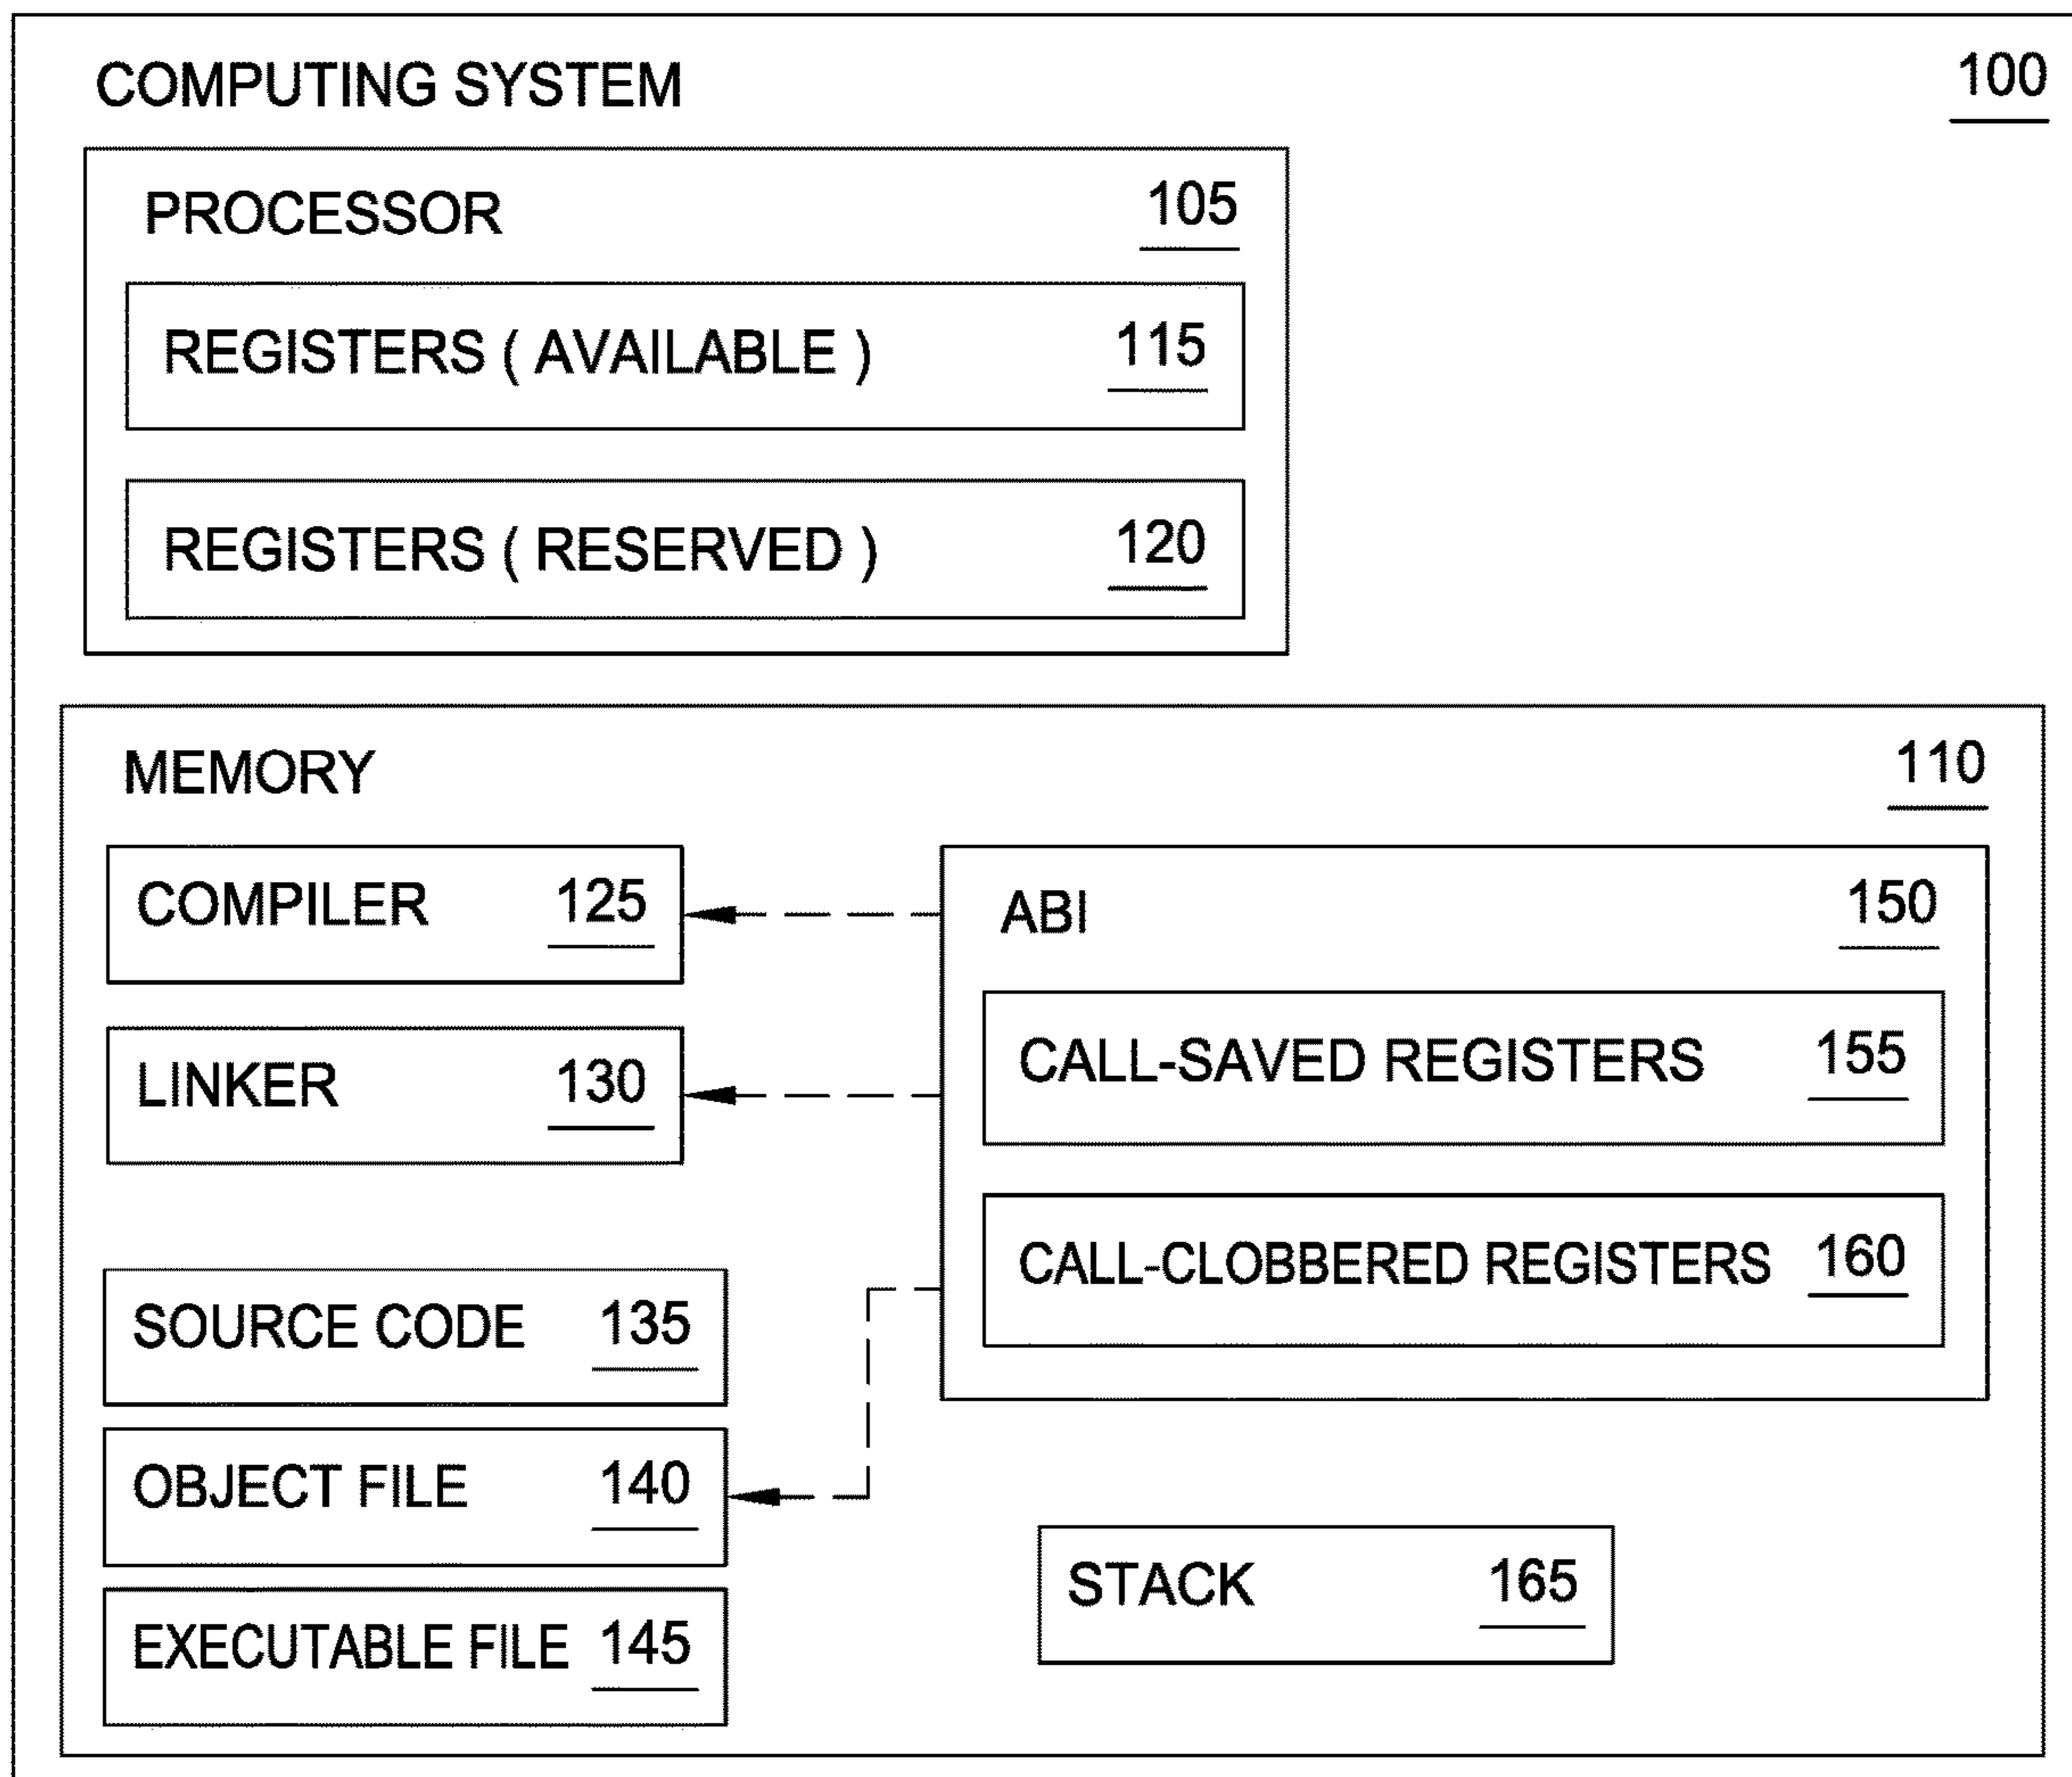 COMPUTING SYSTEM 100
PROCESSOR 105
REGISTERS ( AVAILABLE ) 115
REGISTERS ( RESERVED ) 120
MEMORY 110
COMPILER 125
LINKER 130
SOURCE CODE 135
OBJECT FILE 140
EXECUTABLE FILE 145
ABI 150
CALL-SAVED REGISTERS 155
CALL-CLOBBERED REGISTERS 160
STACK 165